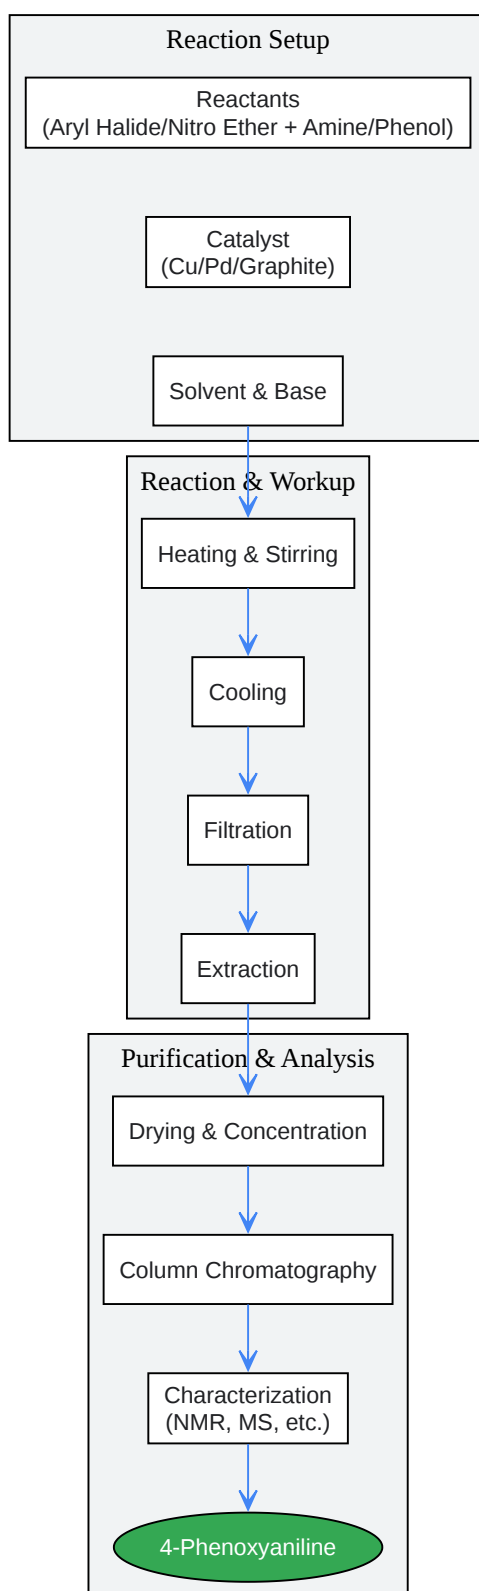 Reaction Setup
Reactants
(Aryl Halide/Nitro Ether + Amine/Phenol)
Catalyst
(Cu/Pd/Graphite)
Solvent & Base
Reaction & Workup
Heating & Stirring
Cooling
Filtration
Extraction
Purification & Analysis
Drying & Concentration
Column Chromatography
Characterization
(NMR, MS, etc.)
4-Phenoxyaniline